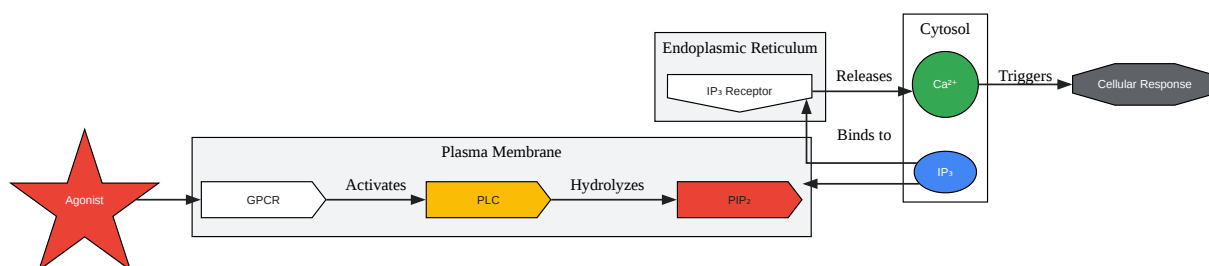 Cytosol
Endoplasmic Reticulum
IP₃ Receptor
Releases
Ca²⁺
Triggers
Cellular Response
Binds to
Plasma Membrane
IP₃
Agonist
GPCR
Activates
PLC
Hydrolyzes
PIP₂